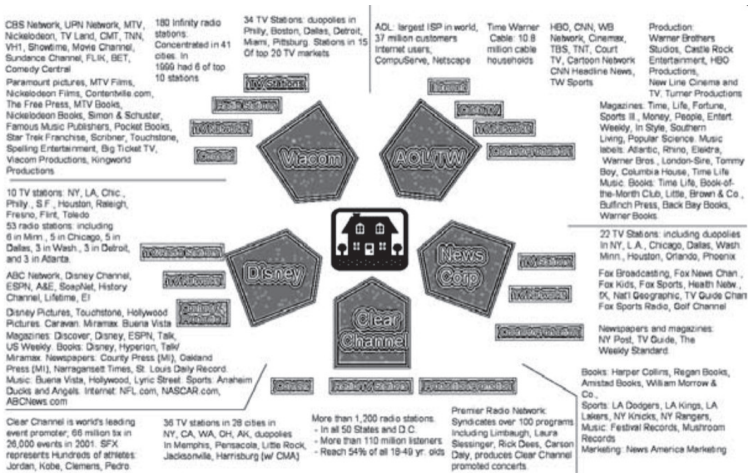 CBS Network, UPN Network, MTV,
Nickelodeon, TV Land, CMT, TNN,
VH1, Showtime, Movie Channel,
Sundance Channel, FLIK, BET,
Comedy Central
Paramount pictures, MTV Films,
Nickelodeon Films, Contentville.com,
The Free Press, MTV Books,
Nickelodeon Books, Simon & Schuster,
Famous Music Publishers, Pocket Books,
Star Trek Franchise, Scribner, Touchstone,
Spelling Entertainment, Big Ticket TV,
Viacom Productions, Kingworld
Productions
180 Infinity radio
stations.
Concentrated in 41
cities. In
1999 had 6 of top
10 stations
34 TV Stations: duopolies in
Philly, Boston, Dallas, Detroit,
Miami, Pittsburg. Stations in 15
Of top 20 TV markets
AOL: largest ISP in world,
37 million customers
Internet users,
CompuServe, Netscape
Time Warner
Cable: 10.8
million cable
households
HBO, CNN, WB
Network, Cinemax,
TBS, TNT, Court
TV, Cartoon Network
CNN Headline News,
TW Sports
Production:
Warner Brothers
Studios, Castle Rock
Entertainment, HBO
Productions,
New Line Cinema and
TV, Turner Productions
Magazines: Time, Life, Fortune,
Sports Ill., Money, People, Entert.
Weekly, In Style, Southern
Living, Popular Science. Music
labels: Atlantic, Rhino, Elektra,
Warner Bros., London-Sire, Tommy
Boy, Columbia House, Time Life
Music. Books: Time Life, Book-of-
the-Month Club, Little, Brown & Co.,
Bulfinch Press, Back Bay Books,
Warner Books.
TV Stations
Viacom
AOL/TW
10 TV stations: NY, LA, Chic.,
Philly., S.F., Houston, Raleigh,
Fresno, Flint, Toledo
53 radio stations: including
6 in Minn., 5 in Chicago, 5 in
Dallas, 3 in Wash., 3 in Detroit,
and 3 in Atlanta.
ABC Network, Disney Channel,
ESPN, A&E, SoapNet, History
Channel, Lifetime, E!
Disney Pictures, Touchstone, Hollywood
Pictures. Caravan. Miramax. Buena Vista
Magazines: Discover, Disney, ESPN, Talk,
US Weekly. Books: Disney, Hyperion, Talk/
Miramax. Newspapers: County Press (MI), Oakland
Press (MI), Narragansett Times, St. Louis Daily Record.
Music: Buena Vista, Hollywood, Lyric Street. Sports: Anaheim
Ducks and Angels. Internet: NFL.com, NASCAR.com,
ABCNews.com
Disney
News
Corp
Clear
Channel
22 TV Stations: including duopolies
In NY, L.A., Chicago, Dallas, Wash
Minn., Houston, Orlando, Phoenix
Fox Broadcasting, Fox News Chan.,
Fox Kids, Fox Sports, Health Netw.,
fX, Nat'l Geographic, TV Guide Chan
Fox Sports Radio, Golf Channel
Newspapers and magazines:
NY Post, TV Guide, The
Weekly Standard.
Books: Harper Collins, Regan Books,
Amistad Books, William Morrow &
Co.,
Sports: LA Dodgers, LA Kings, LA
Lakers, NY Knicks, NY Rangers,
Music: Festival Records, Mushroom
Records
Marketing: News America Marketing
Clear Channel is world's leading
event promoter; 66 million tix in
26,000 events in 2001. SFX
represents Hundreds of athletes:
Jordan, Kobe, Clemens, Pedro
36 TV stations in 28 cities in
NY, CA, WA, OH, AK, duopolies
In Memphis, Pensacola, Little Rock,
Jacksonville, Harrisburg (w/ CMA)
More than 1,200 radio stations
- In all 50 States and D.C.
- More than 110 million listeners
- Reach 54% of all 18-49 yr. olds
Premier Radio Network:
Syndicates over 100 programs
Including Limbaugh, Laura
Slessinger, Rick Dees, Carson
Daly, produces Clear Channel
promoted concerts.